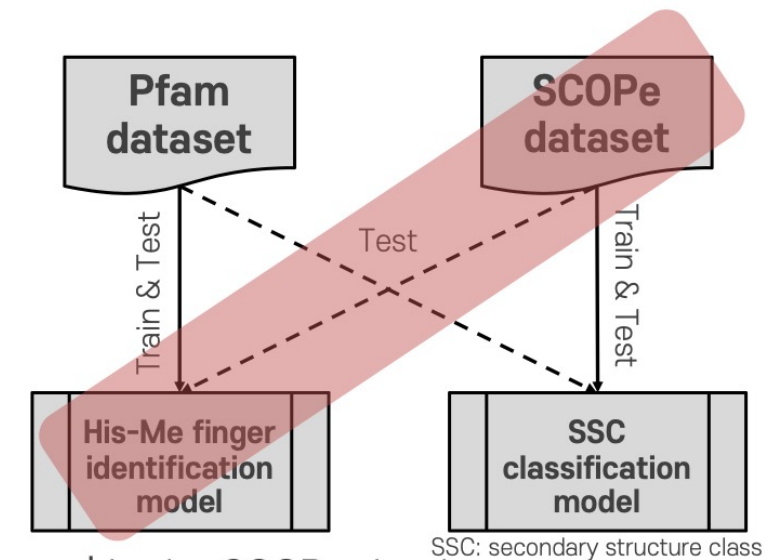 Pfam
dataset
SCOPe
dataset
Train & Test
Test
Train & Test
His-Me finger
identification
model
SSC
classification
model
SSC: secondary structure class